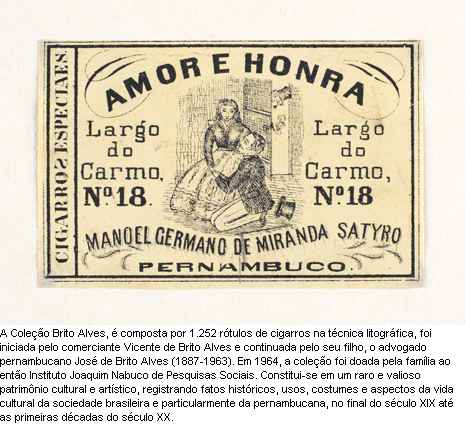 CIGARROS ESPECIAES
AMOR E HONRA
Largo
do
Carmo,
Nº 18.
Largo
do
Carmo,
Nº 18
MANOEL GERMANO DE MIRANDA SATYRO
PERNAMBUCO.
A Coleção Brito Alves, é composta por 1.252 rótulos de cigarros na técnica litográfica, foi
iniciada pelo comerciante Vicente de Brito Alves e continuada pelo seu filho, o advogado
pernambucano José de Brito Alves (1887-1963). Em 1964, a coleção foi doada pela família ao
então Instituto Joaquim Nabuco de Pesquisas Sociais. Constitui-se em um raro e valioso
patrimônio cultural e artístico, registrando fatos históricos, usos, costumes e aspectos da vida
cultural da sociedade brasileira e particularmente da pernambucana, no final do século XIX até
as primeiras décadas do século XX.